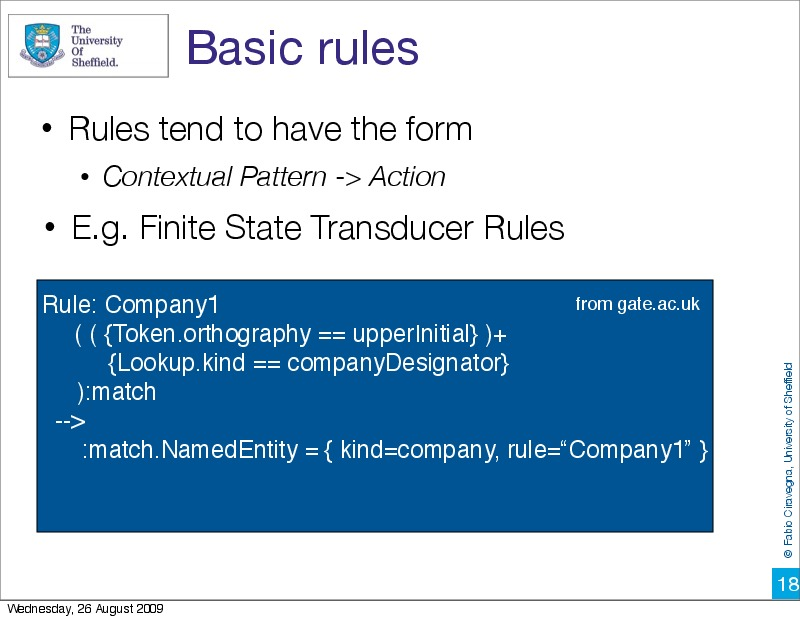 The
University
Of
Sheffield.
Basic rules
• Rules tend to have the form
• Contextual Pattern -> Action
• E.g. Finite State Transducer Rules
Rule: Company1
from gate.ac.uk
( ( {Token.orthography == upperInitial} )+
{Lookup.kind == companyDesignator}
):match
-->
:match.NamedEntity = { kind=company, rule=“Company1” }
© Fabio Ciravegna, University of Sheffield
18
Wednesday, 26 August 2009